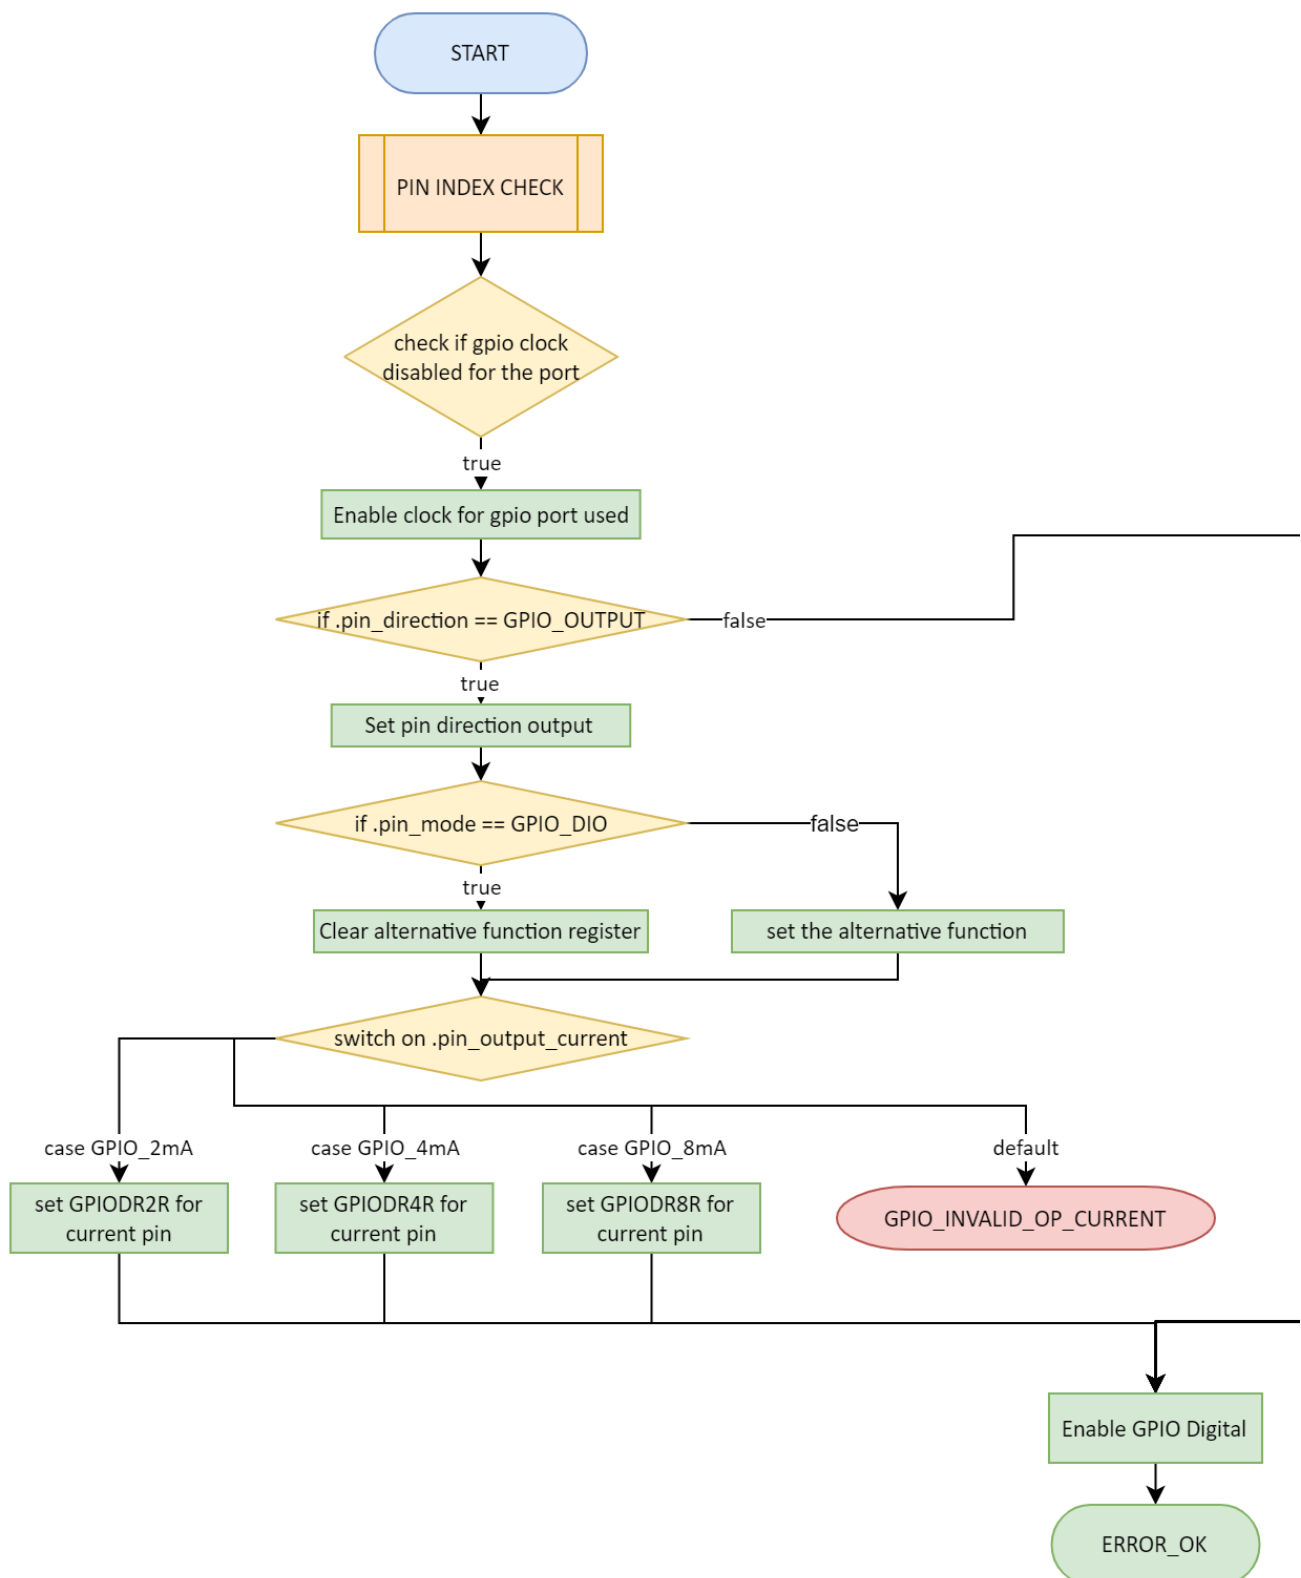 START
PIN INDEX CHECK
check if gpio clock
disabled for the port
true
Enable clock for gpio port used
if .pin_direction == GPIO_OUTPUT
false
true
Set pin direction output
if .pin_mode == GPIO_DIO
false
true
Clear alternative function register
set the alternative function
switch on .pin_output_current
case GPIO_2mA
case GPIO_4mA
case GPIO_8mA
default
set GPIODR2R for
current pin
set GPIODR4R for
current pin
set GPIODR8R for
current pin
GPIO_INVALID_OP_CURRENT
Enable GPIO Digital
ERROR_OK